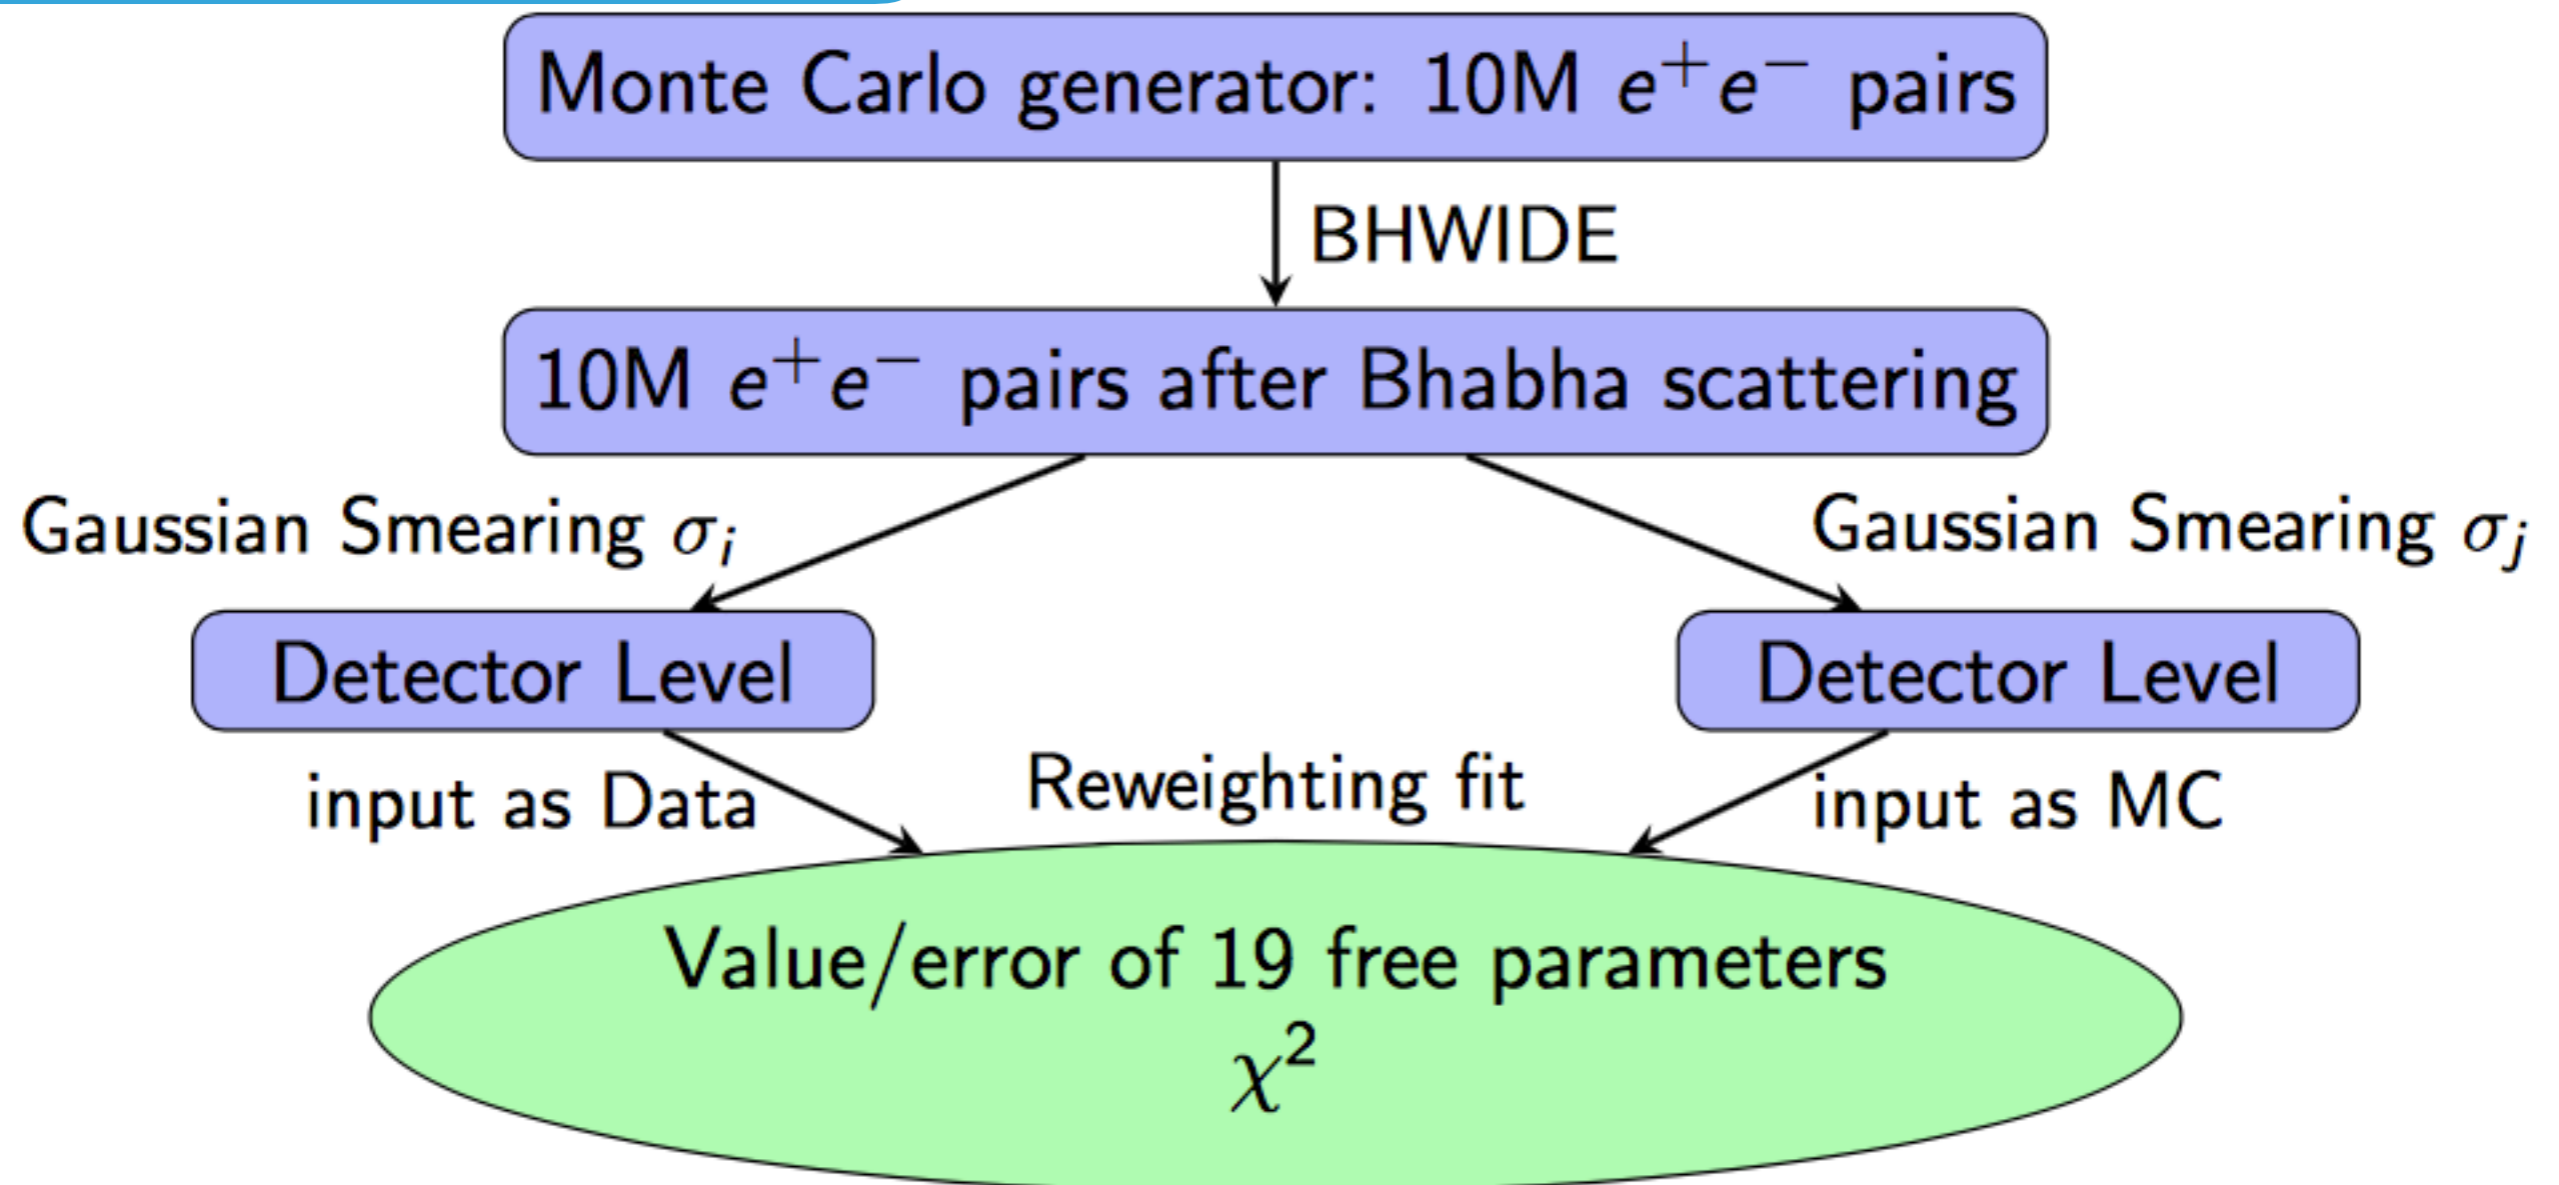 Monte Carlo generator: 10M e⁺e⁻ pairs
BHWIDE
10M e⁺e⁻ pairs after Bhabha scattering
Gaussian Smearing σᵢ
Gaussian Smearing σⱼ
Detector Level
Detector Level
input as Data
Reweighting fit
input as MC
Value/error of 19 free parameters
χ²